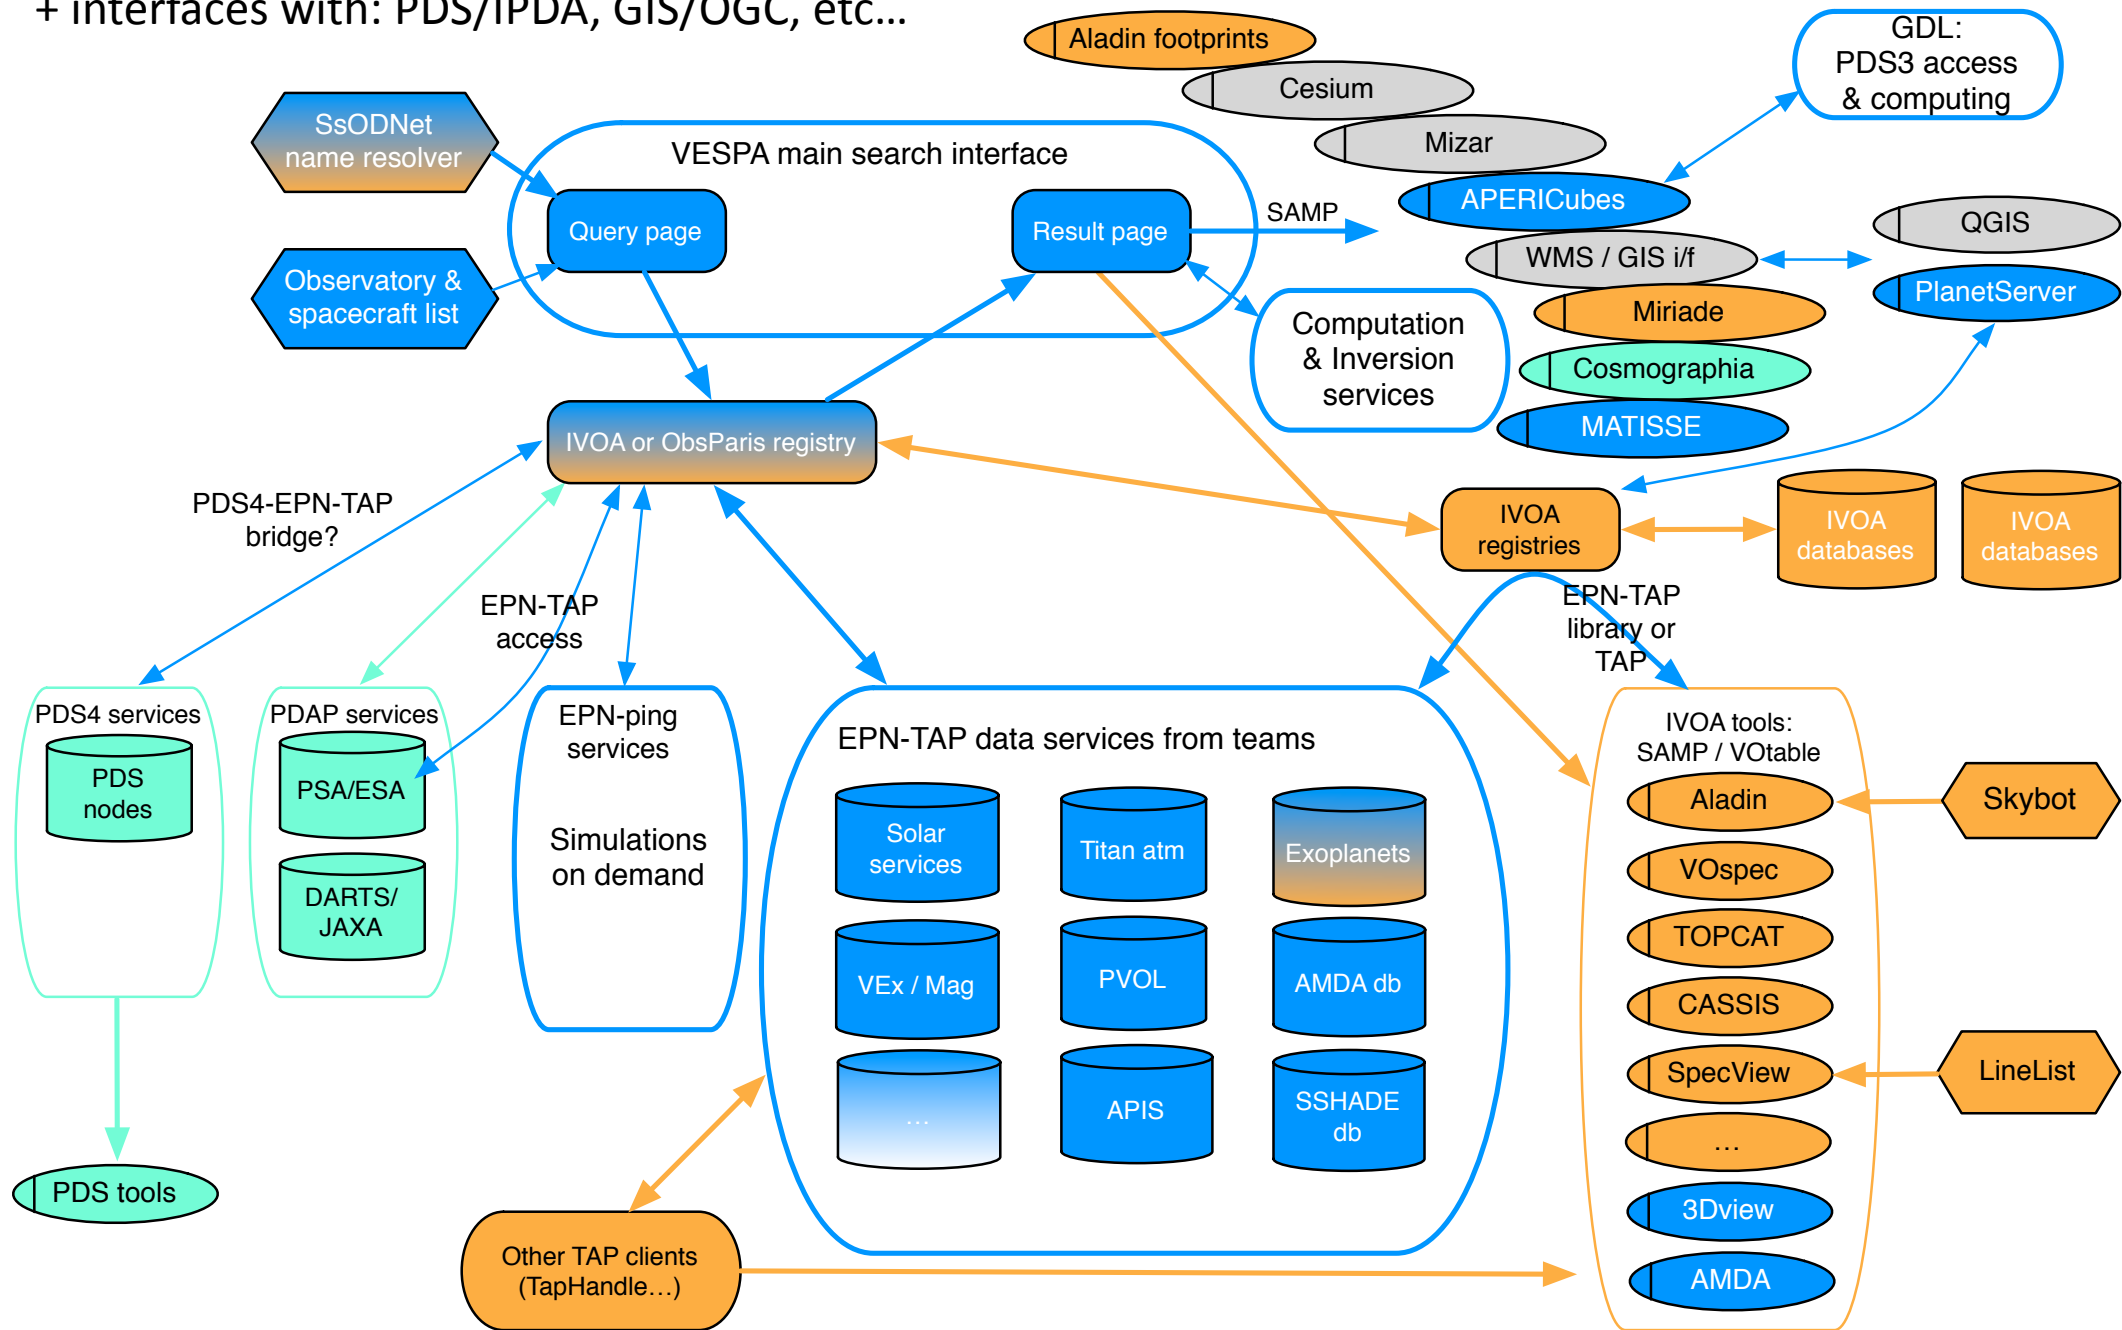 + interfaces with: PDS/IPDA, GIS/OGC, etc…
Aladin footprints
Cesium
Mizar
APERICubes
WMS / GIS i/f
Miriade
Cosmographia
MATISSE
GDL:
PDS3 access
& computing
QGIS
PlanetServer
SsODNet
name resolver
Observatory &
spacecraft list
VESPA main search interface
Query page
Result page
SAMP
Computation
& Inversion
services
IVOA or ObsParis registry
IVOA
registries
IVOA
databases
IVOA
databases
PDS4-EPN-TAP
bridge?
EPN-TAP
access
EPN-TAP
library or
TAP
PDS4 services
PDS
nodes
PDS tools
PDAP services
PSA/ESA
DARTS/
JAXA
EPN-ping
services
Simulations
on demand
EPN-TAP data services from teams
Solar
services
Titan atm
Exoplanets
VEx / Mag
PVOL
AMDA db
…
APIS
SSHADE
db
Other TAP clients
(TapHandle…)
IVOA tools:
SAMP / VOtable
Aladin
VOspec
TOPCAT
CASSIS
SpecView
…
3Dview
AMDA
Skybot
LineList